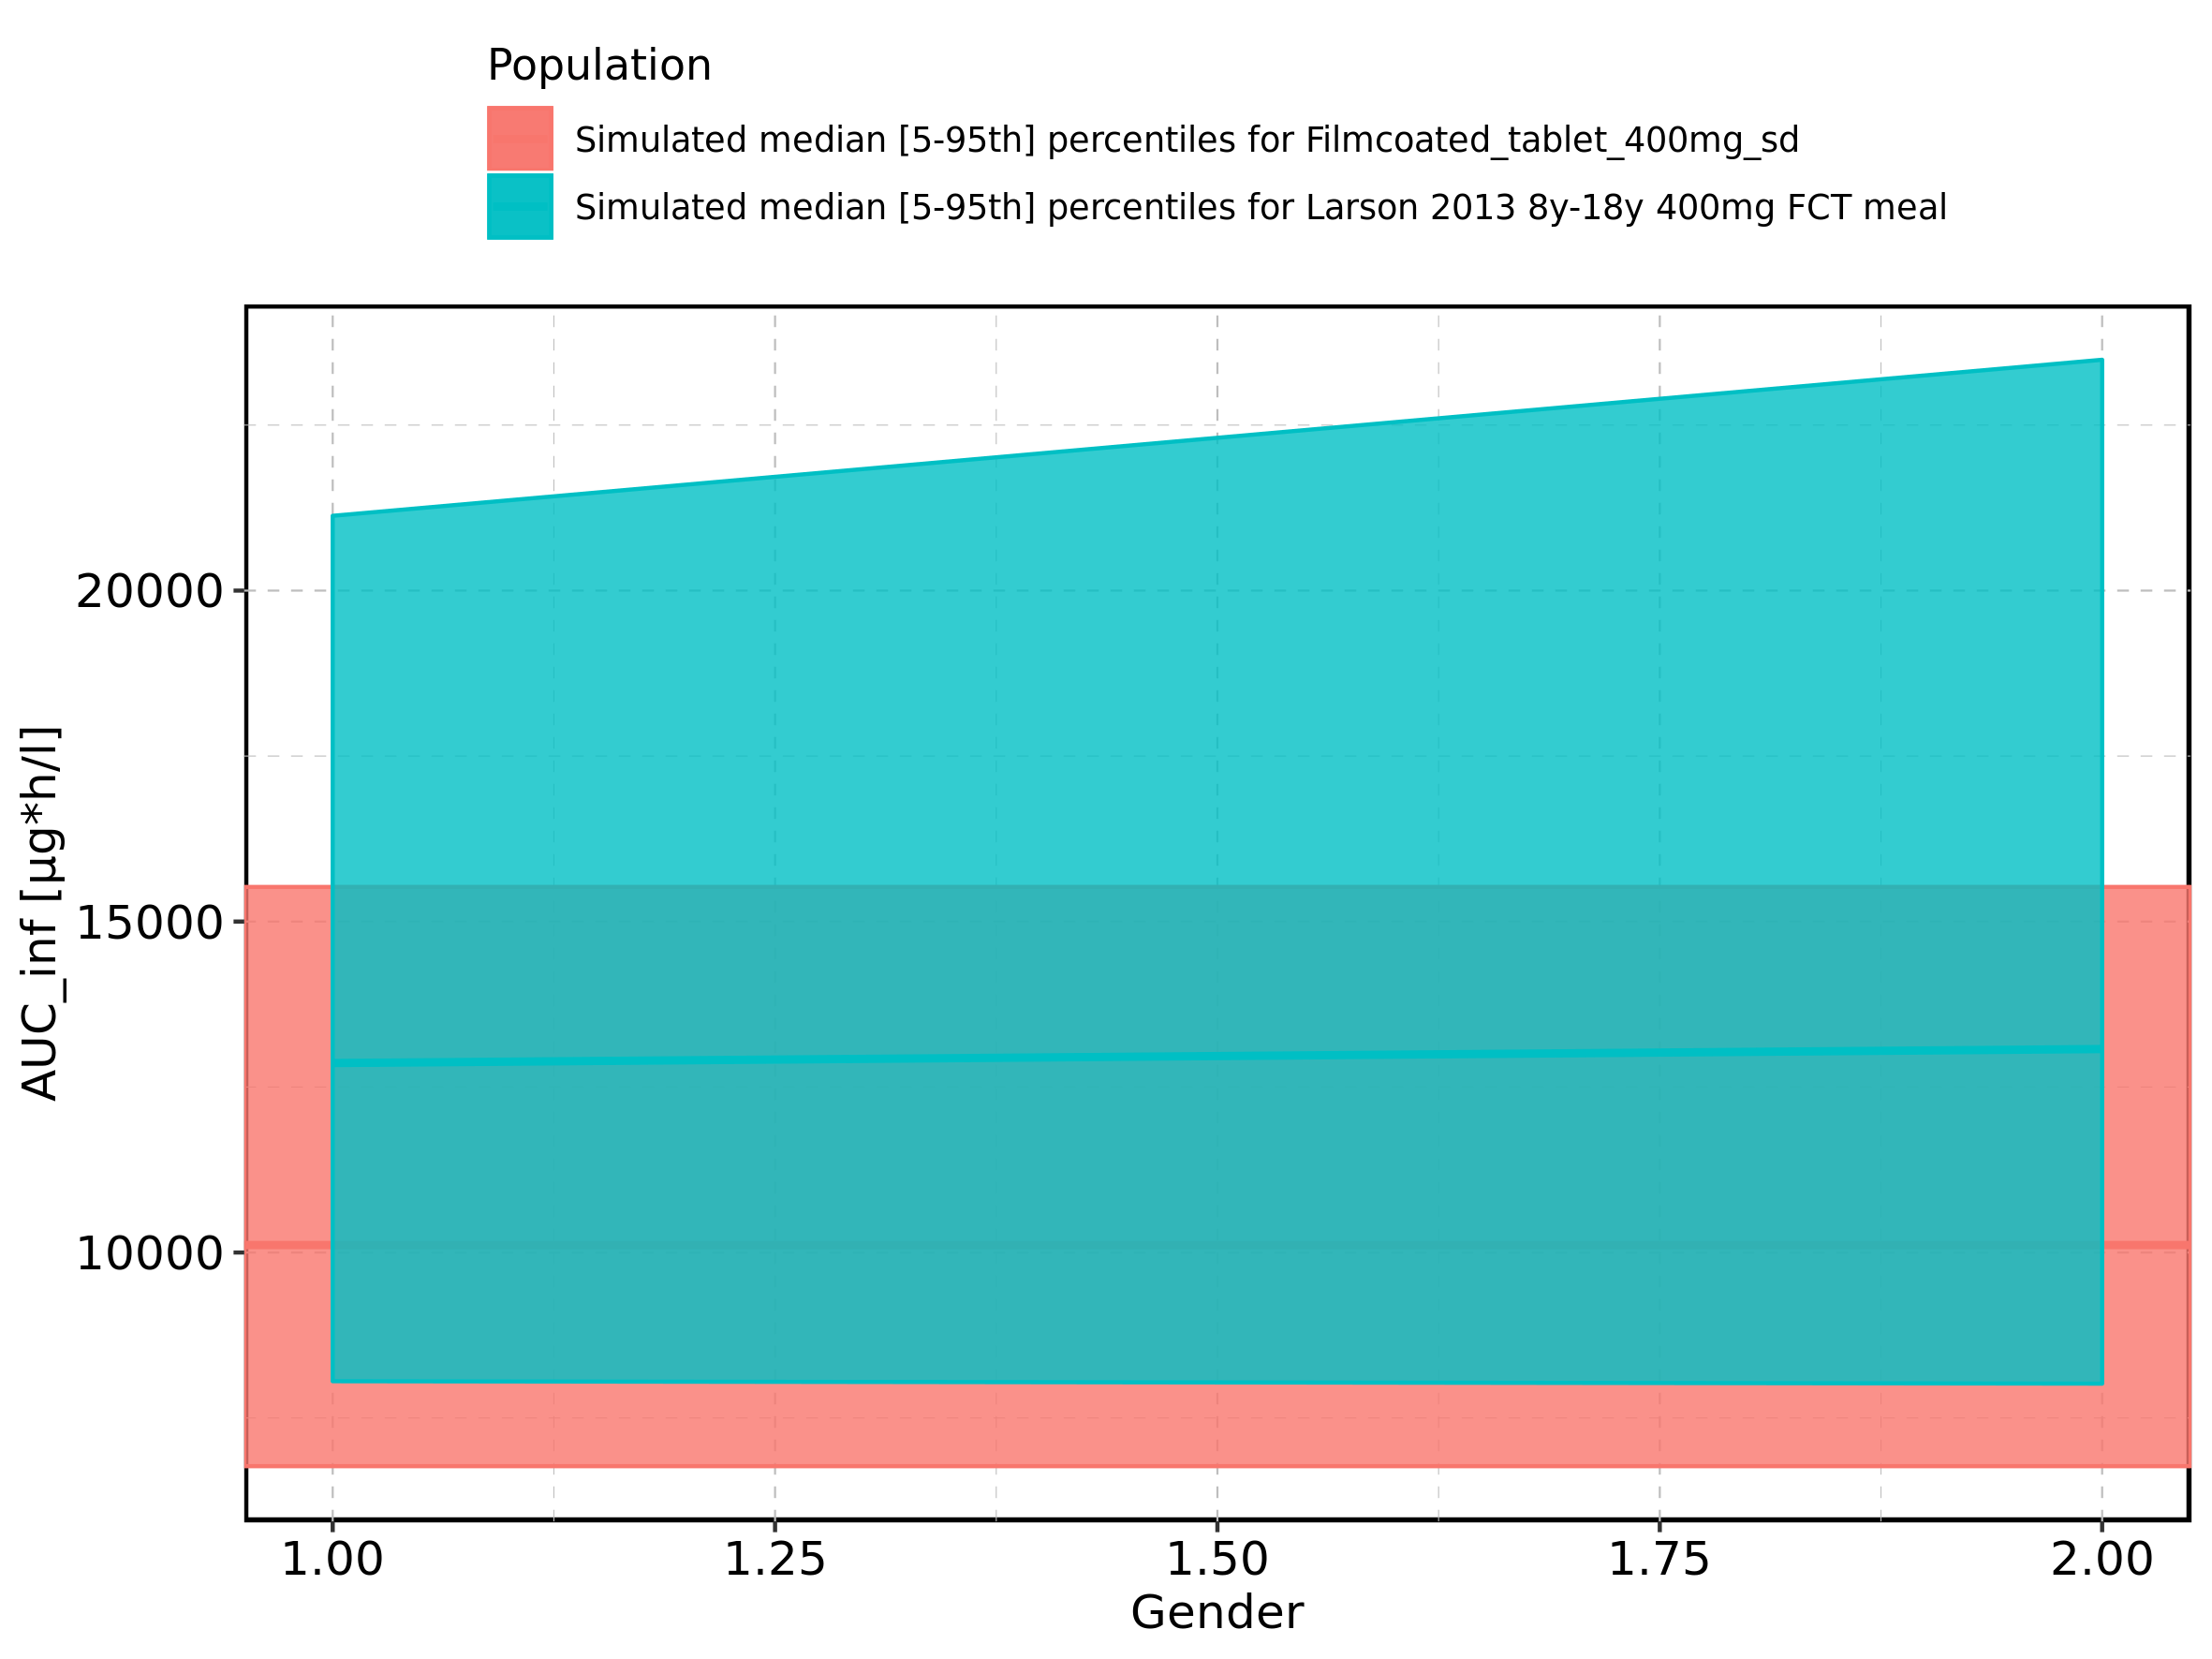 Population
Simulated median [5-95th] percentiles for Filmcoated_tablet_400mg_sd
Simulated median [5-95th] percentiles for Larson 2013 8y-18y 400mg FCT meal
AUC_inf [µg*h/l]
20000
15000
10000
1.00 1.25 1.50 1.75 2.00
Gender